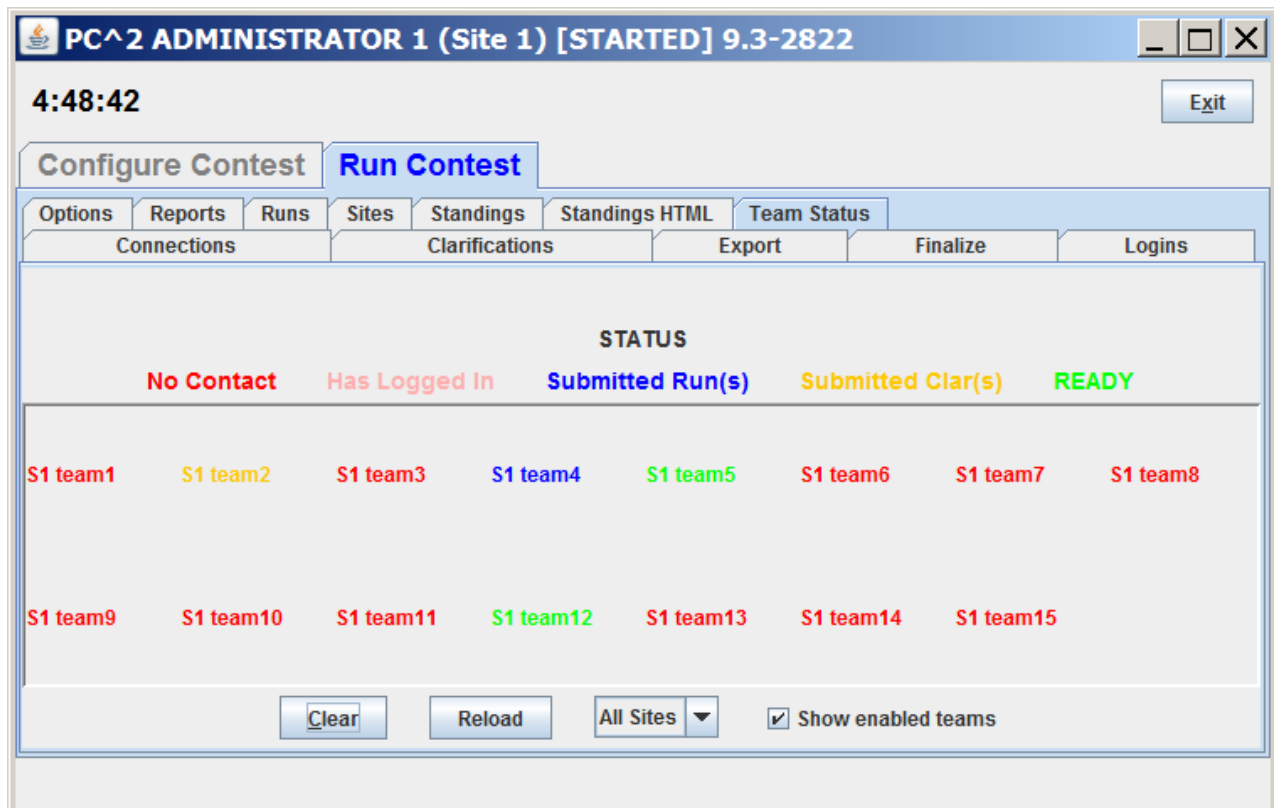 PC^2 ADMINISTRATOR 1 (Site 1) [STARTED] 9.3-2822
4:48:42 Exit
Configure Contest Run Contest
Options Reports Runs Sites Standings Standings HTML Team Status
Connections Clarifications Export Finalize Logins
STATUS
No Contact Has Logged In Submitted Run(s) Submitted Clar(s) READY
S1 team1 S1 team2 S1 team3 S1 team4 S1 team5 S1 team6 S1 team7 S1 team8
S1 team9 S1 team10 S1 team11 S1 team12 S1 team13 S1 team14 S1 team15
Clear Reload All Sites Show enabled teams